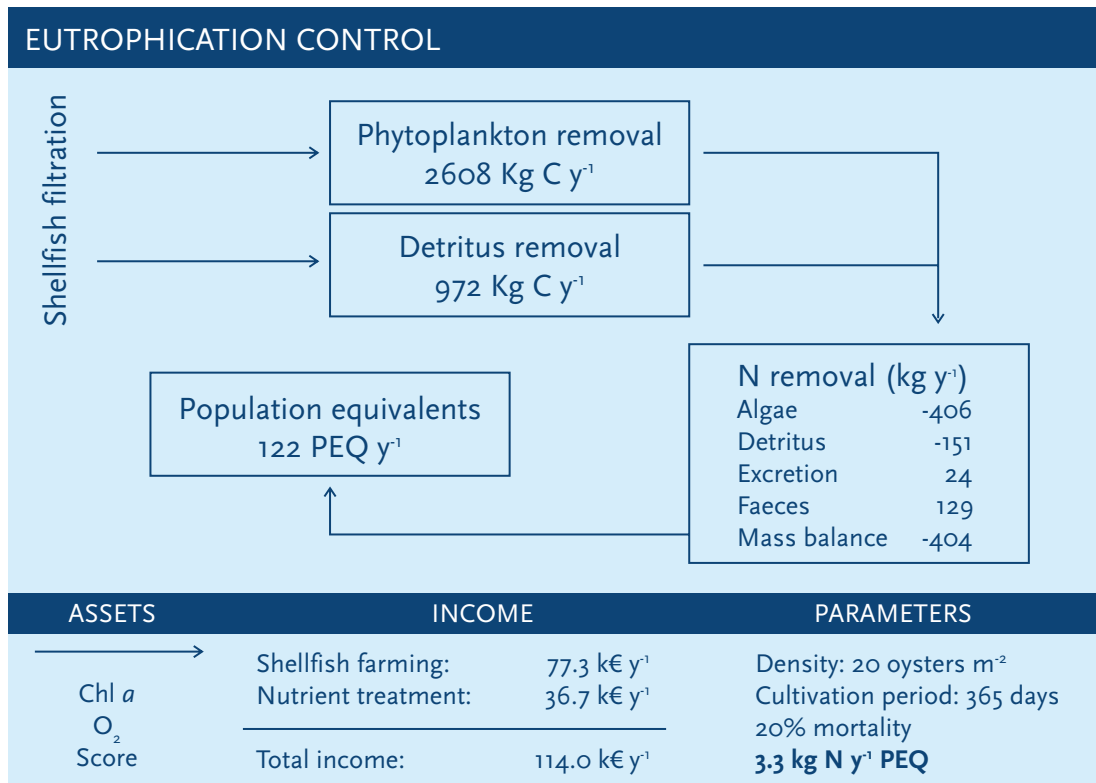 EUTROPHICATION CONTROL
Shellfish filtration
Phytoplankton removal
2608 Kg C y⁻¹
Detritus removal
972 Kg C y⁻¹
N removal (kg y⁻¹)
Algae -406
Detritus -151
Excretion 24
Faeces 129
Mass balance -404
Population equivalents
122 PEQ y⁻¹
ASSETS
Chl a
O₂
Score
INCOME
Shellfish farming: 77.3 k€ y⁻¹
Nutrient treatment: 36.7 k€ y⁻¹
Total income: 114.0 k€ y⁻¹
PARAMETERS
Density: 20 oysters m⁻²
Cultivation period: 365 days
20% mortality
3.3 kg N y⁻¹ PEQ